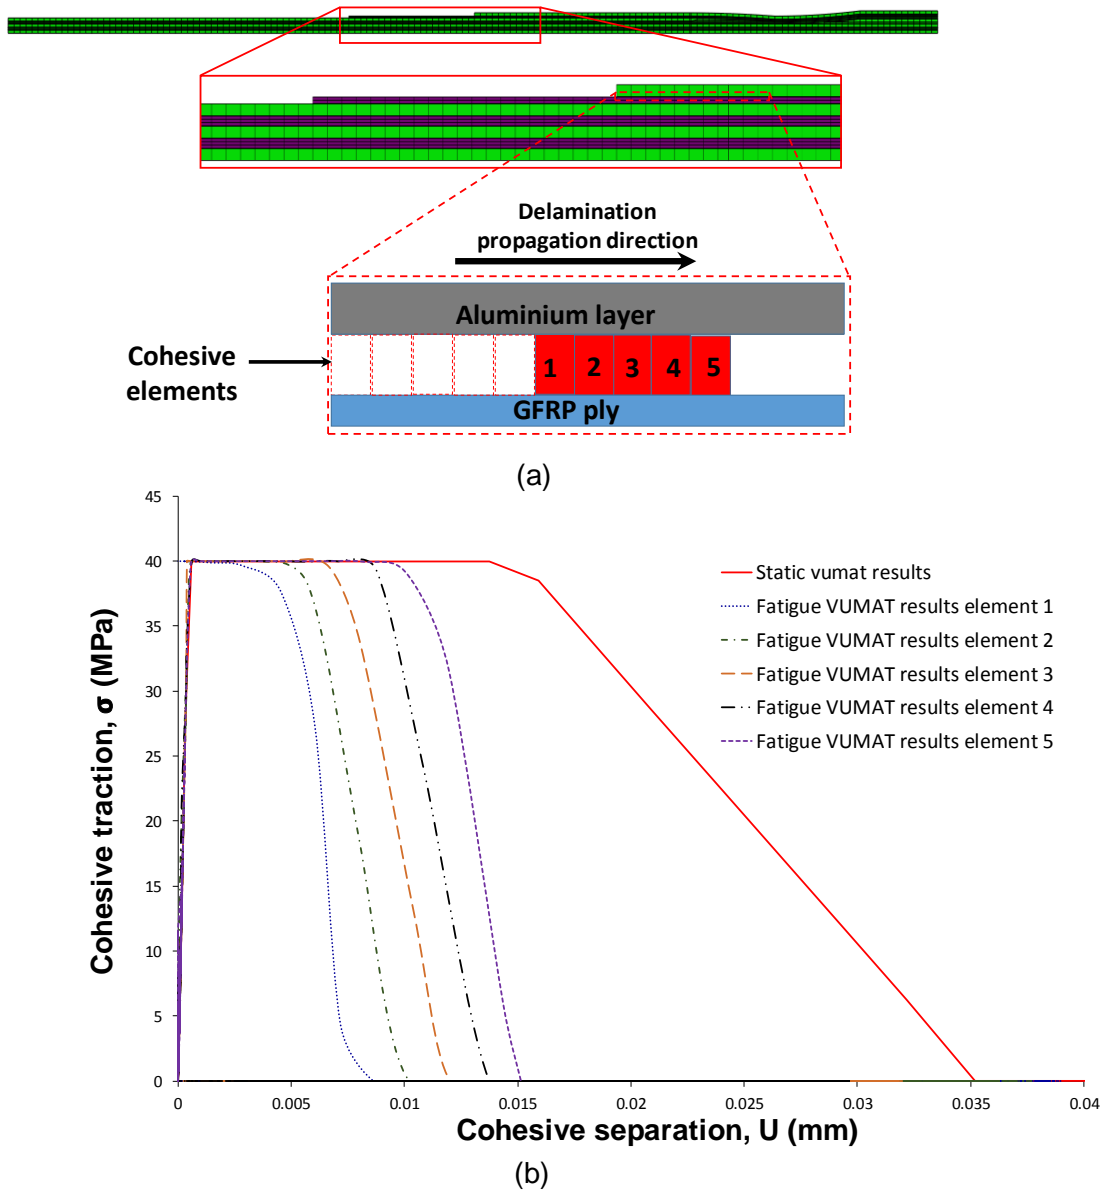 Delamination
propagation direction
Aluminium layer
Cohesive
elements
1 2 3 4 5
GFRP ply
(a)
45
40
35
30
25
20
15
10
5
0
Cohesive traction, σ (MPa)
Static vumat results
Fatigue VUMAT results element 1
Fatigue VUMAT results element 2
Fatigue VUMAT results element 3
Fatigue VUMAT results element 4
Fatigue VUMAT results element 5
0 0.005 0.01 0.015 0.02 0.025 0.03 0.035 0.04
Cohesive separation, U (mm)
(b)